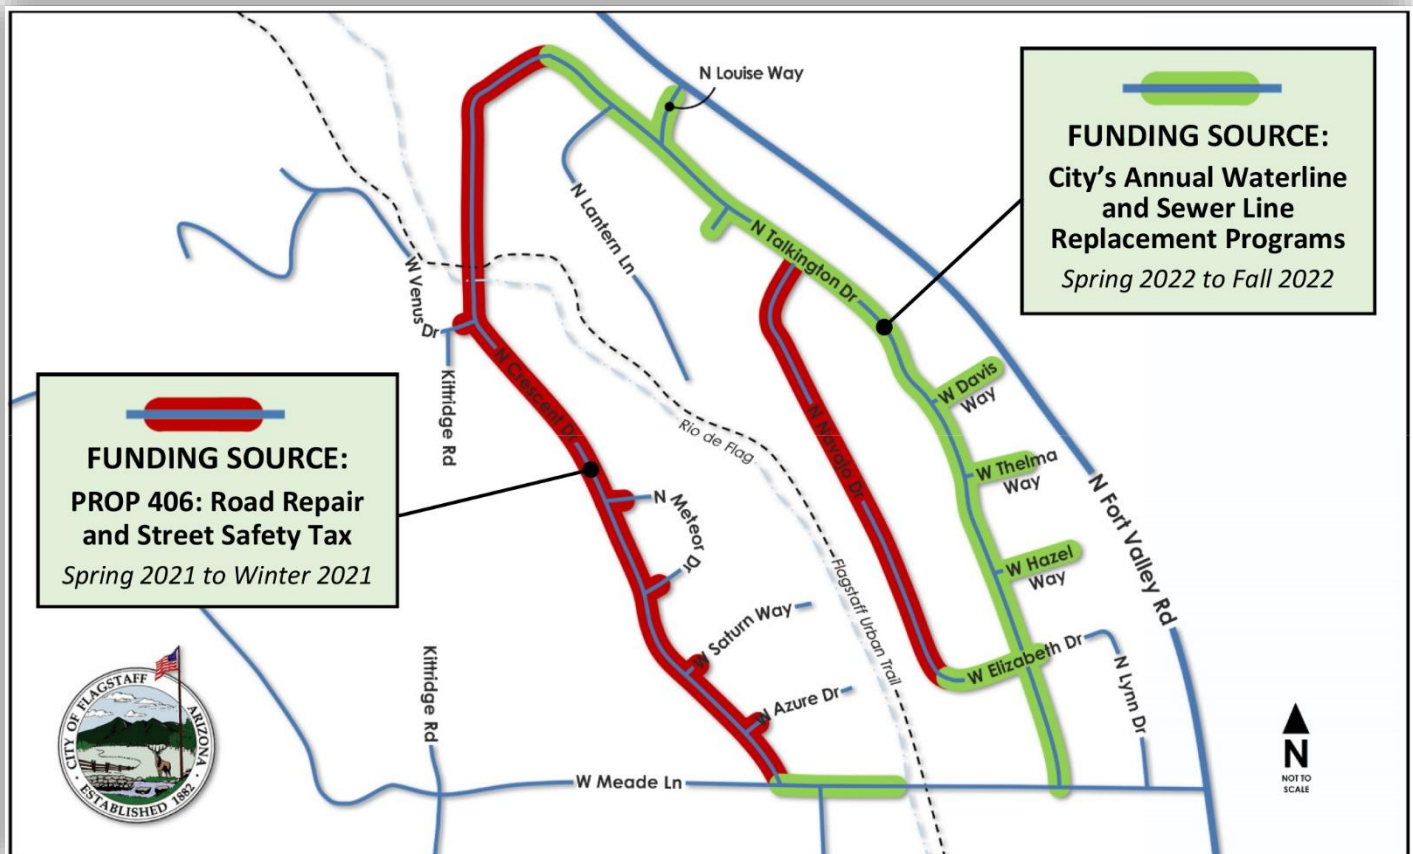 N Louise Way
FUNDING SOURCE:
City's Annual Waterline
and Sewer Line
Replacement Programs
Spring 2022 to Fall 2022
N Lantern Ln
N Talkington Dr
W Venus
Dr
N Crescent Dr
Kittridge Rd
FUNDING SOURCE:
PROP 406: Road Repair
and Street Safety Tax
Spring 2021 to Winter 2021
Rio de Flag
N Navajo Dr
W Davis
Way
W Thelma
Way
N Fort Valley Rd
N Meteor Dr
W Hazel
Way
Flagstaff Urban Trail
W Saturn Way
W Elizabeth Dr
N Lynn Dr
W Azure Dr
Kittridge Rd
W Meade Ln
CITY OF FLAGSTAFF ARIZONA
ESTABLISHED 1882
N
NOT TO
SCALE